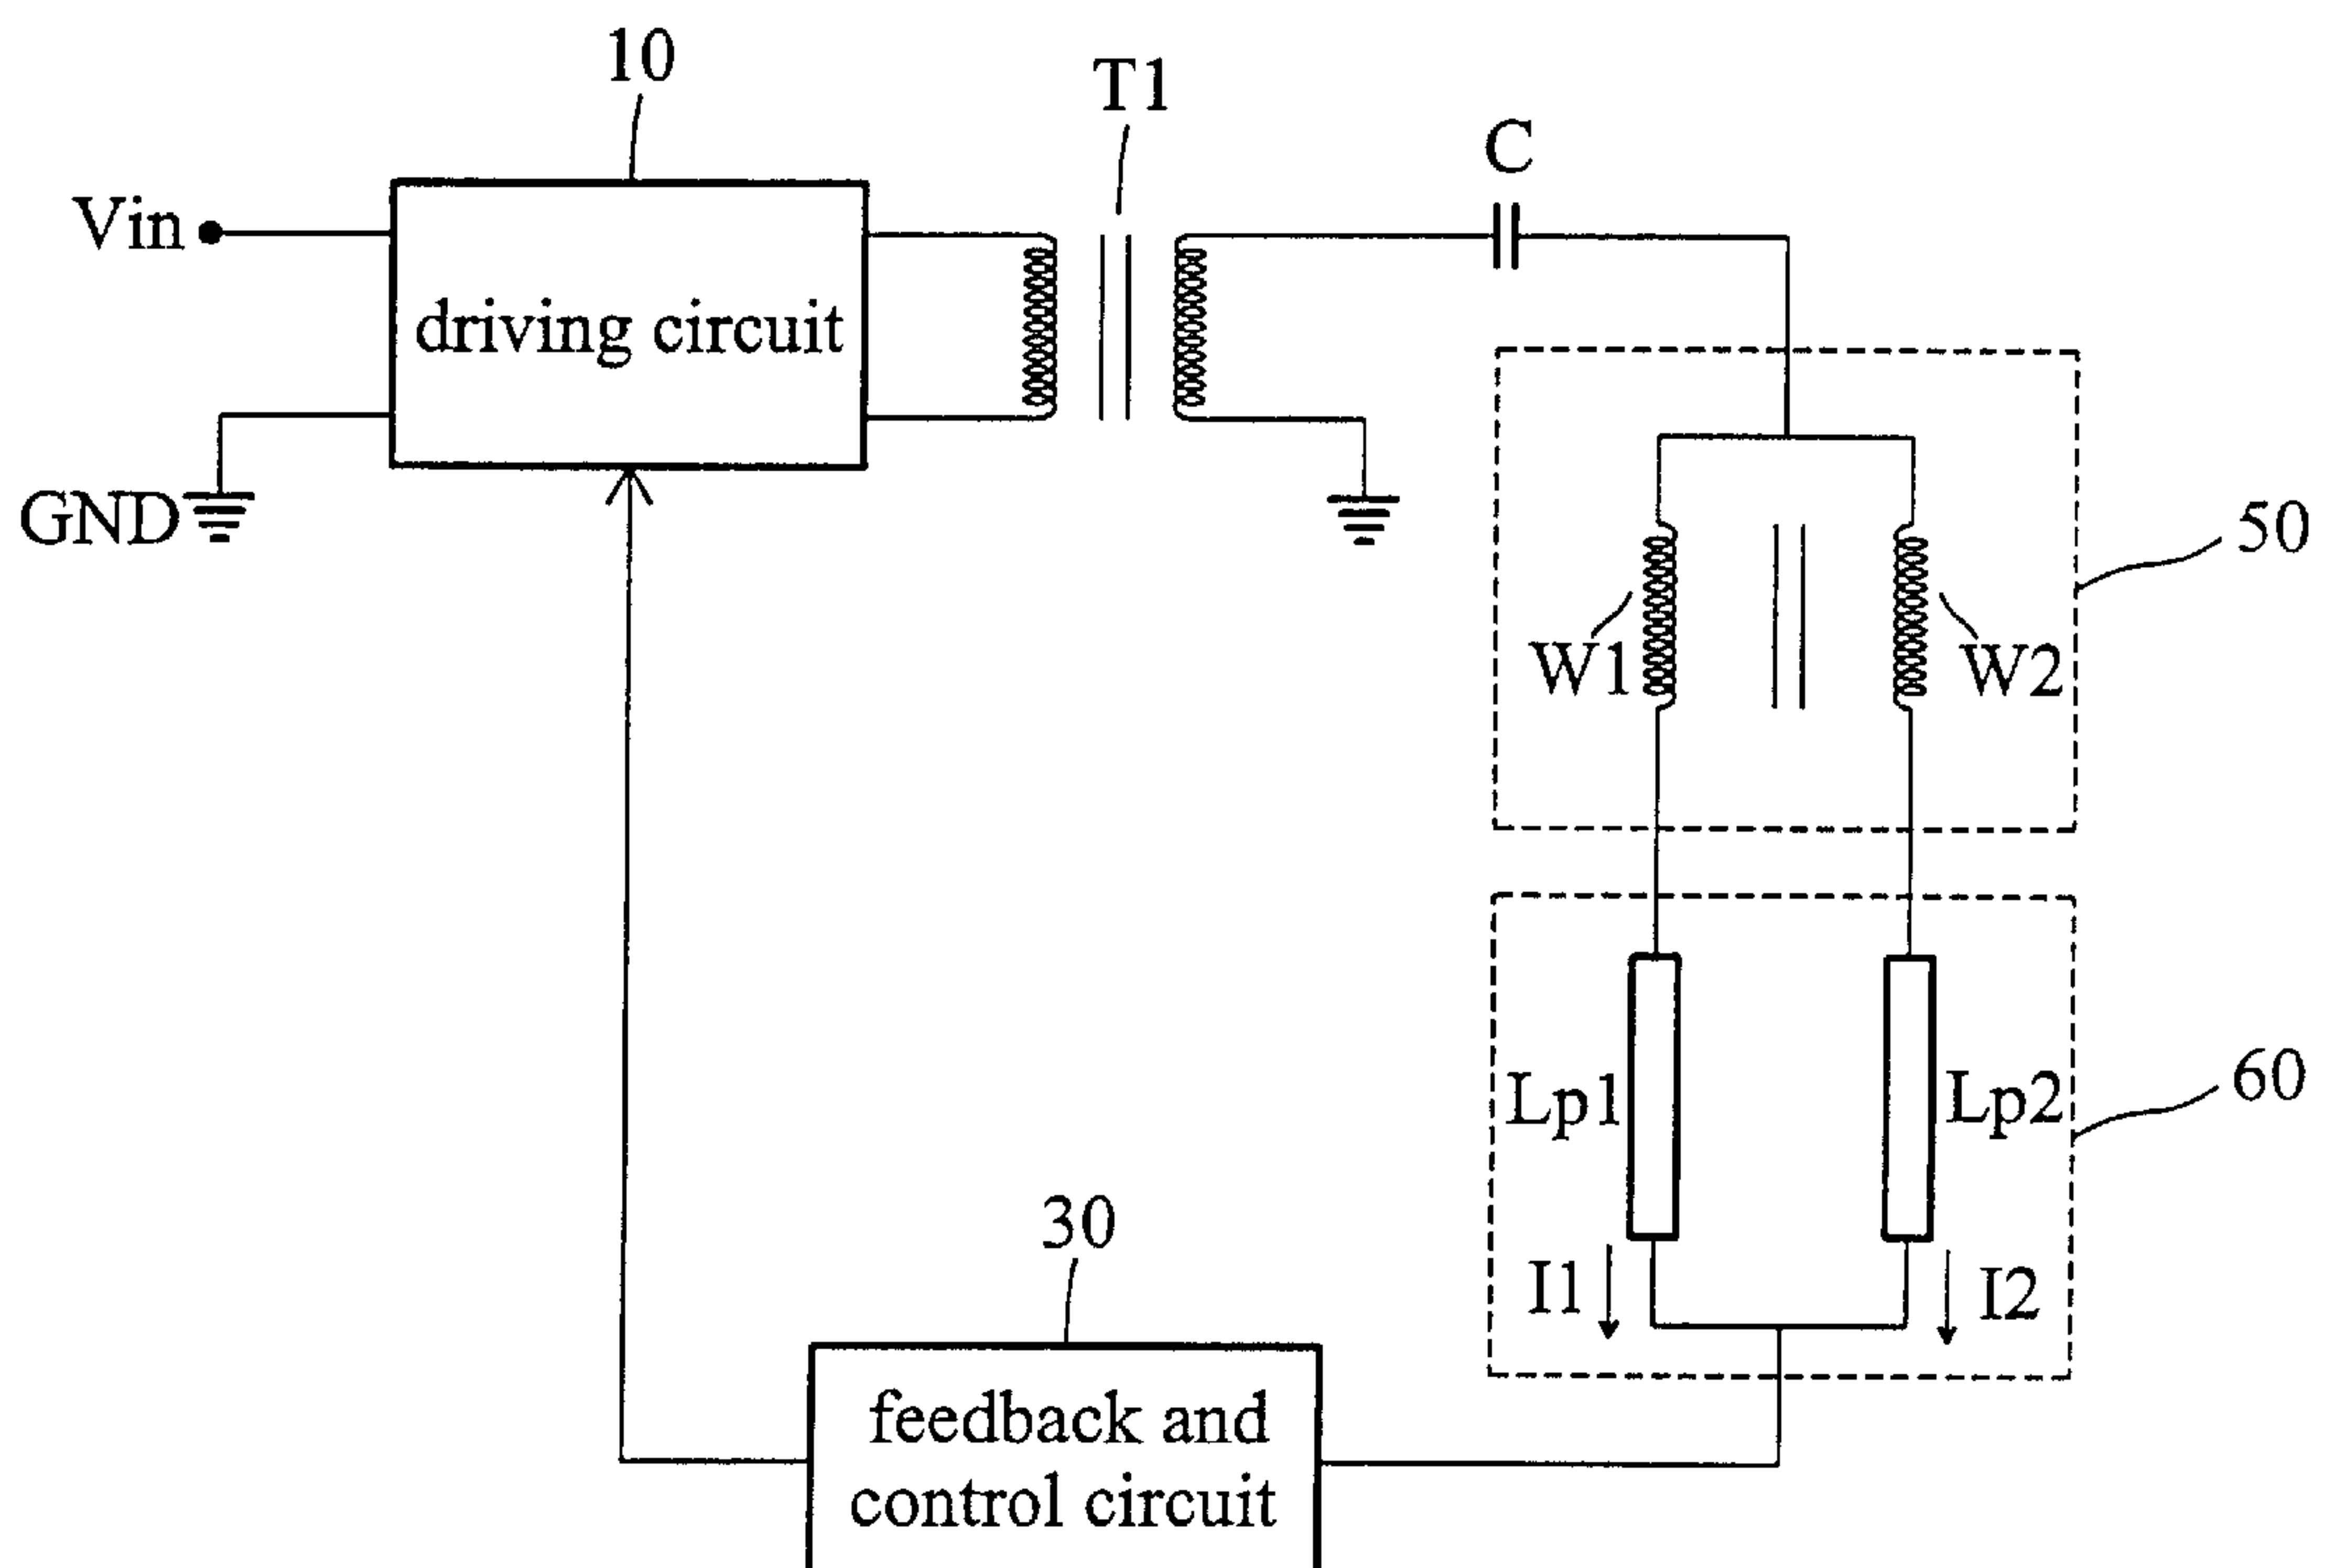 10
T1
C
Vin
driving circuit
GND
50
W1
W2
Lp1
Lp2
60
30
I1
I2
feedback and
control circuit